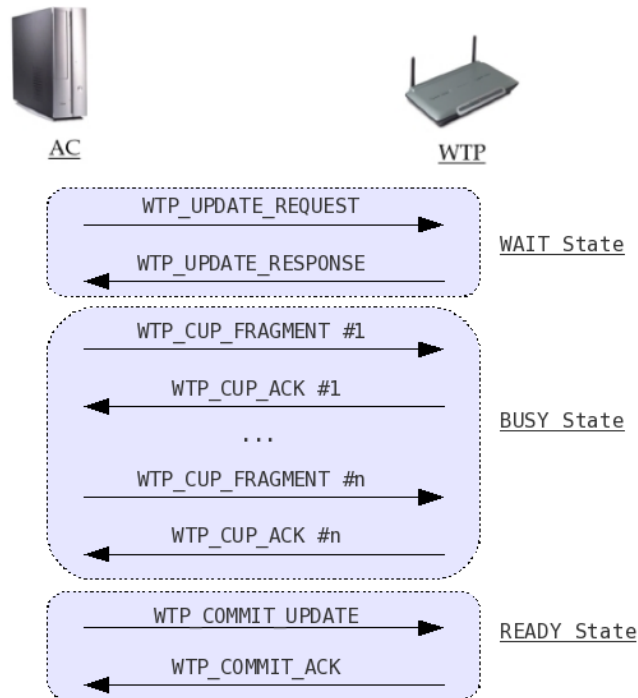 AC
WTP
WTP_UPDATE_REQUEST
WAIT State
WTP_UPDATE_RESPONSE
WTP_CUP_FRAGMENT #1
WTP_CUP_ACK #1
BUSY State
...
WTP_CUP_FRAGMENT #n
WTP_CUP_ACK #n
WTP_COMMIT_UPDATE
READY State
WTP_COMMIT_ACK